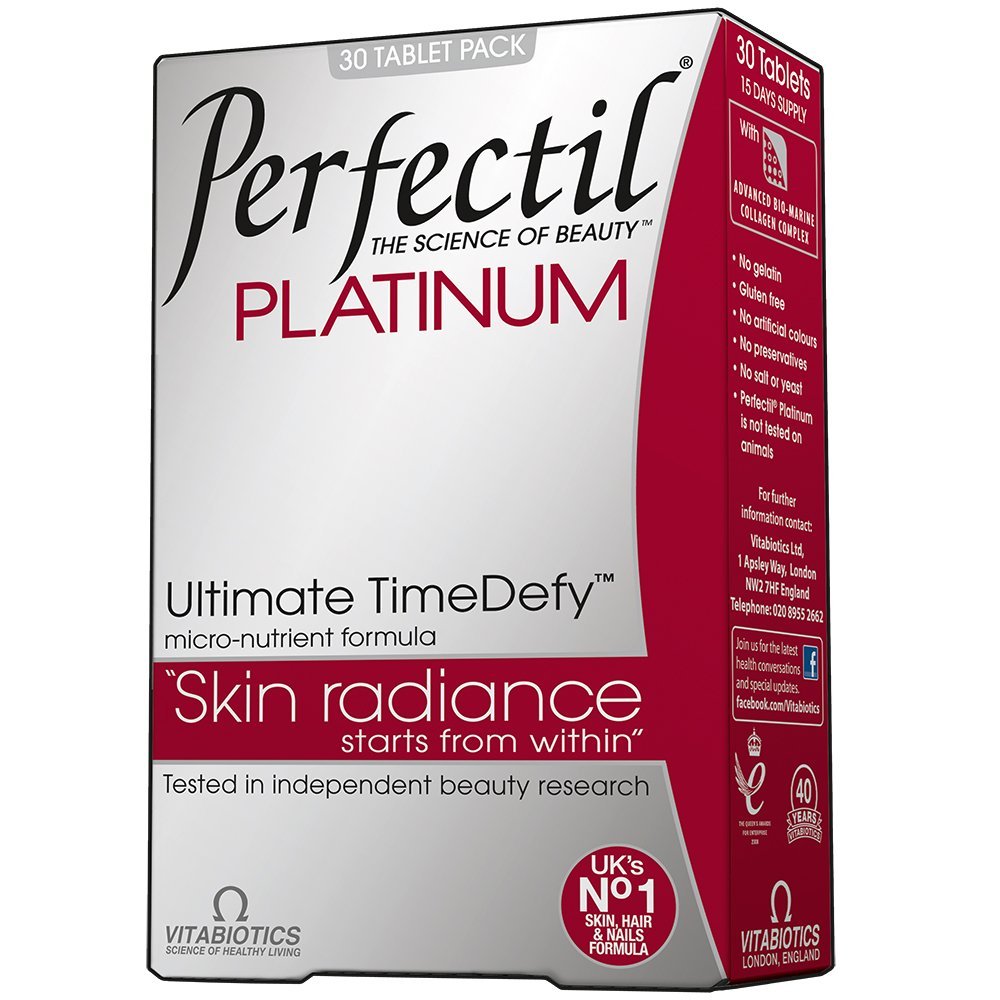 30 TABLET PACK
Perfectil®
THE SCIENCE OF BEAUTY™
PLATINUM
Ultimate TimeDefy™
micro-nutrient formula
"Skin radiance
starts from within"
Tested in independent beauty research
UK's
Nº1
SKIN, HAIR
& NAILS
FORMULA
VITABIOTICS
SCIENCE OF HEALTHY LIVING
30 Tablets
15 DAYS SUPPLY
With
ADVANCED BIO-MARINE
COLLAGEN COMPLEX
• No gelatin
• Gluten free
• No artificial colours
• No preservatives
• No salt or yeast
• Perfectil® Platinum
is not tested on
animals
For further
information contact:
Vitabiotics Ltd,
1 Apsley Way, London
NW2 7HF England
Telephone: 020 8955 2662
Join us for the latest
health conversations
and special updates.
facebook.com/Vitabiotics
f
THE QUEEN'S AWARDS
FOR ENTERPRISE
40
YEARS
VITABIOTICS
VITABIOTICS
LONDON, ENGLAND